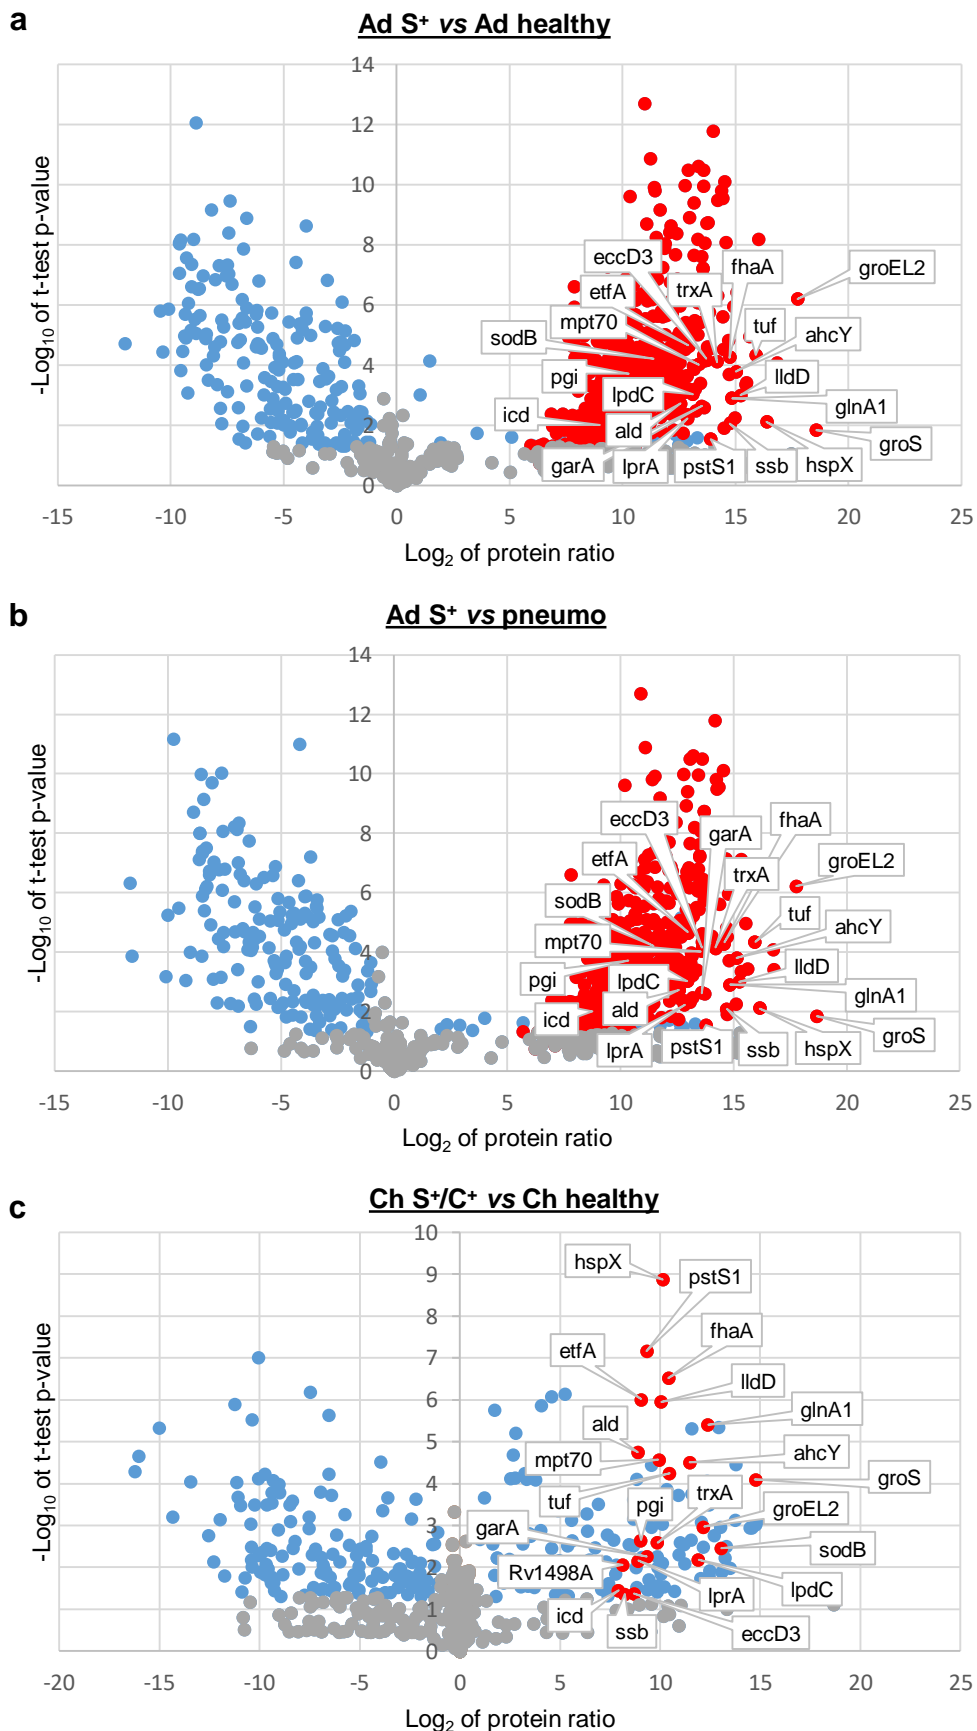 a
Ad S⁺ vs Ad healthy
-Log₁₀ of t-test p-value
14
12
10
8
6
4
2
0
eccD3
fhaA
groEL2
etfA
trxA
mpt70
tuf
ahcY
sodB
pgi
lpdC
lldD
icd
ald
glnA1
garA
lprA
pstS1
ssb
hspX
groS
-15 -10 -5 0 5 10 15 20 25
Log₂ of protein ratio
b
Ad S⁺ vs pneumo
-Log₁₀ of t-test p-value
14
12
10
8
6
4
2
0
eccD3
garA
fhaA
etfA
trxA
groEL2
sodB
tuf
ahcY
mpt70
pgi
lpdC
lldD
icd
ald
glnA1
lprA
pstS1
ssb
hspX
groS
-15 -10 -5 0 5 10 15 20 25
Log₂ of protein ratio
c
Ch S⁺/C⁺ vs Ch healthy
-Log₁₀ of t-test p-value
10
9
8
7
6
5
4
3
2
1
0
hspX
pstS1
fhaA
etfA
lldD
glnA1
ald
mpt70
ahcY
groS
tuf
pgi
trxA
groEL2
garA
sodB
Rv1498A
lprA
lpdC
icd
ssb
eccD3
-20 -15 -10 -5 0 5 10 15 20 25
Log₂ of protein ratio